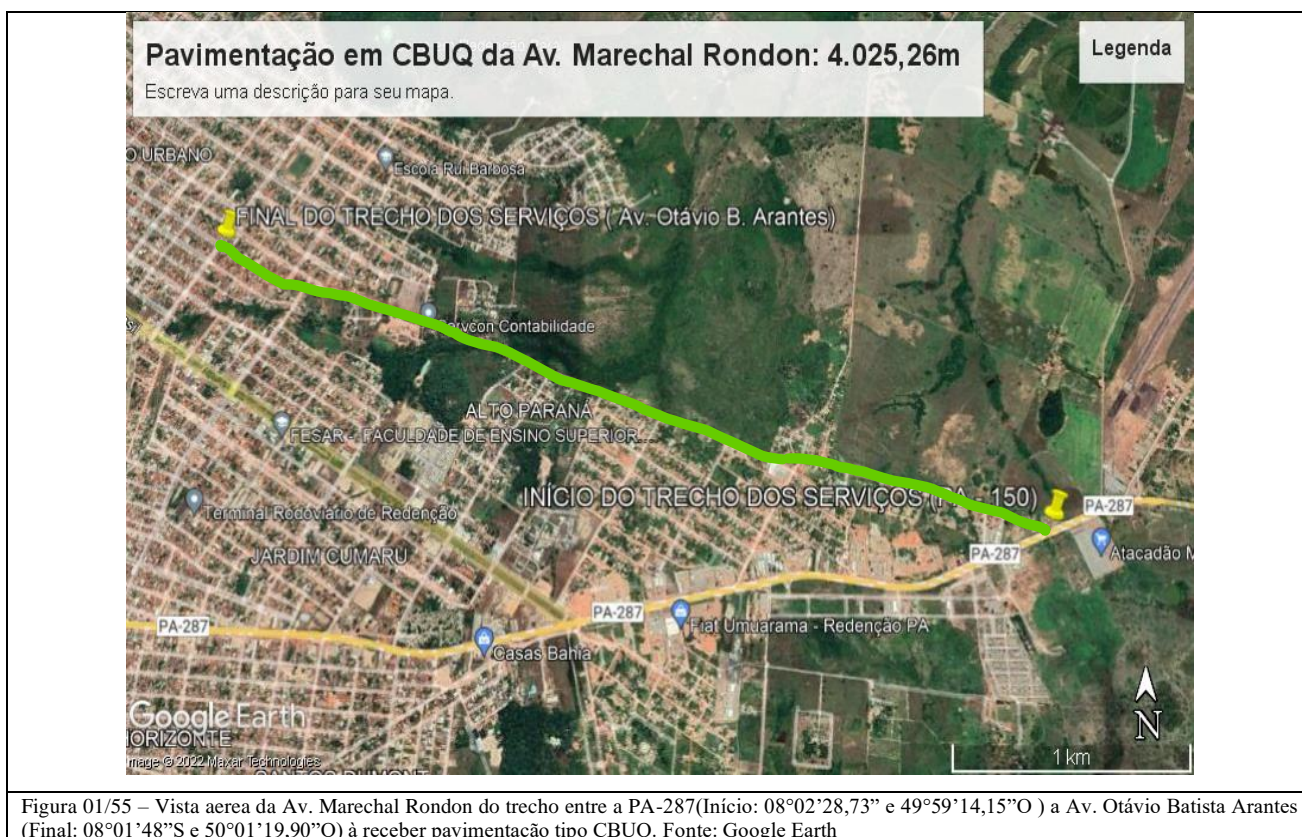 Pavimentação em CBUQ da Av. Marechal Rondon: 4.025,26m
Escreva uma descrição para seu mapa.
Legenda
O URBANO
Escola Rui Barbosa
FINAL DO TRECHO DOS SERVIÇOS ( Av. Otávio B. Arantes)
Contabilidade
ALTO PARANÁ
FESAR - FACULDADE DE ENSINO SUPERIOR...
INÍCIO DO TRECHO DOS SERVIÇOS (PA - 150)
Terminal Rodoviário de Redenção
PA-287
PA-287
Atacadão M
JARDIM CUMARU
PA-287
PA-287
Fiat Umuarama - Redenção PA
Casas Bahia
Google Earth
HORIZONTE
Image © 2022 Maxar Technologies
SANTOS DUMONT
N
1 km
Figura 01/55 – Vista aerea da Av. Marechal Rondon do trecho entre a PA-287(Início: 08°02’28,73” e 49°59’14,15”O ) a Av. Otávio Batista Arantes
(Final: 08°01’48”S e 50°01’19,90”O) à receber pavimentação tipo CBUQ. Fonte: Google Earth